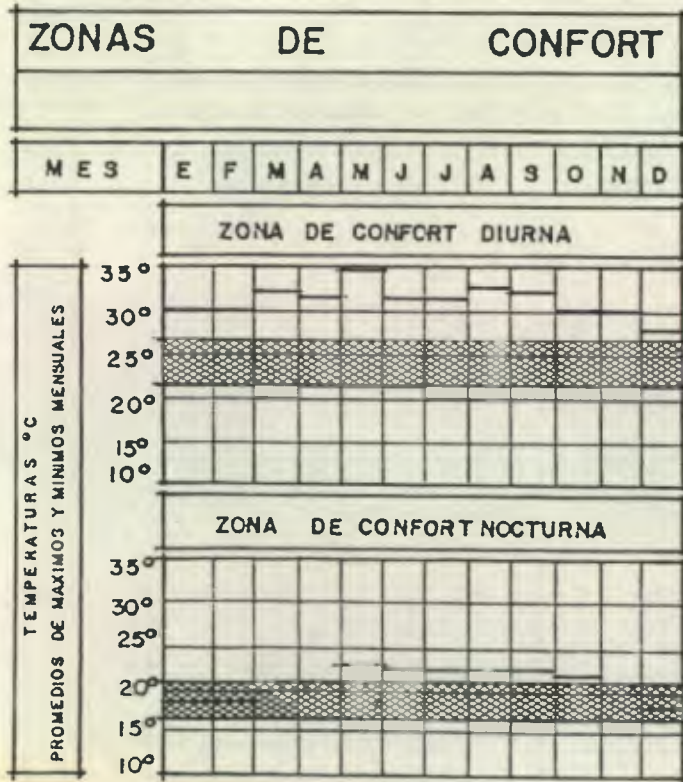 ZONAS DE CONFORT
MES E F M A M J J A S O N D
ZONA DE CONFORT DIURNA
TEMPERATURAS °C
PROMEDIOS DE MAXIMOS Y MINIMOS MENSUALES
35°
30°
25°
20°
15°
10°
ZONA DE CONFORT NOCTURNA
35°
30°
25°
20°
15°
10°